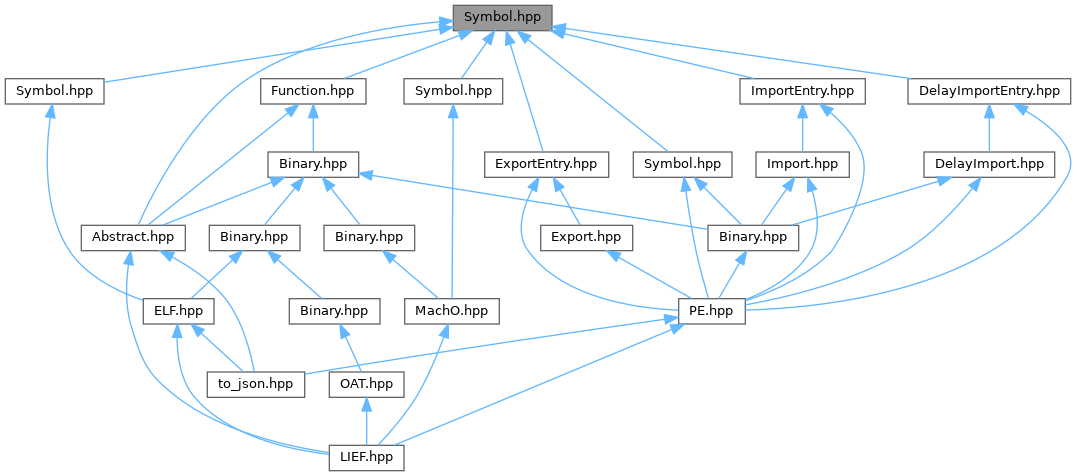 Symbol.hpp
Symbol.hpp
Function.hpp
Symbol.hpp
ImportEntry.hpp
DelayImportEntry.hpp
Binary.hpp
ExportEntry.hpp
Symbol.hpp
Import.hpp
DelayImport.hpp
Abstract.hpp
Binary.hpp
Binary.hpp
Export.hpp
Binary.hpp
ELF.hpp
Binary.hpp
MachO.hpp
PE.hpp
to_json.hpp
OAT.hpp
LIEF.hpp